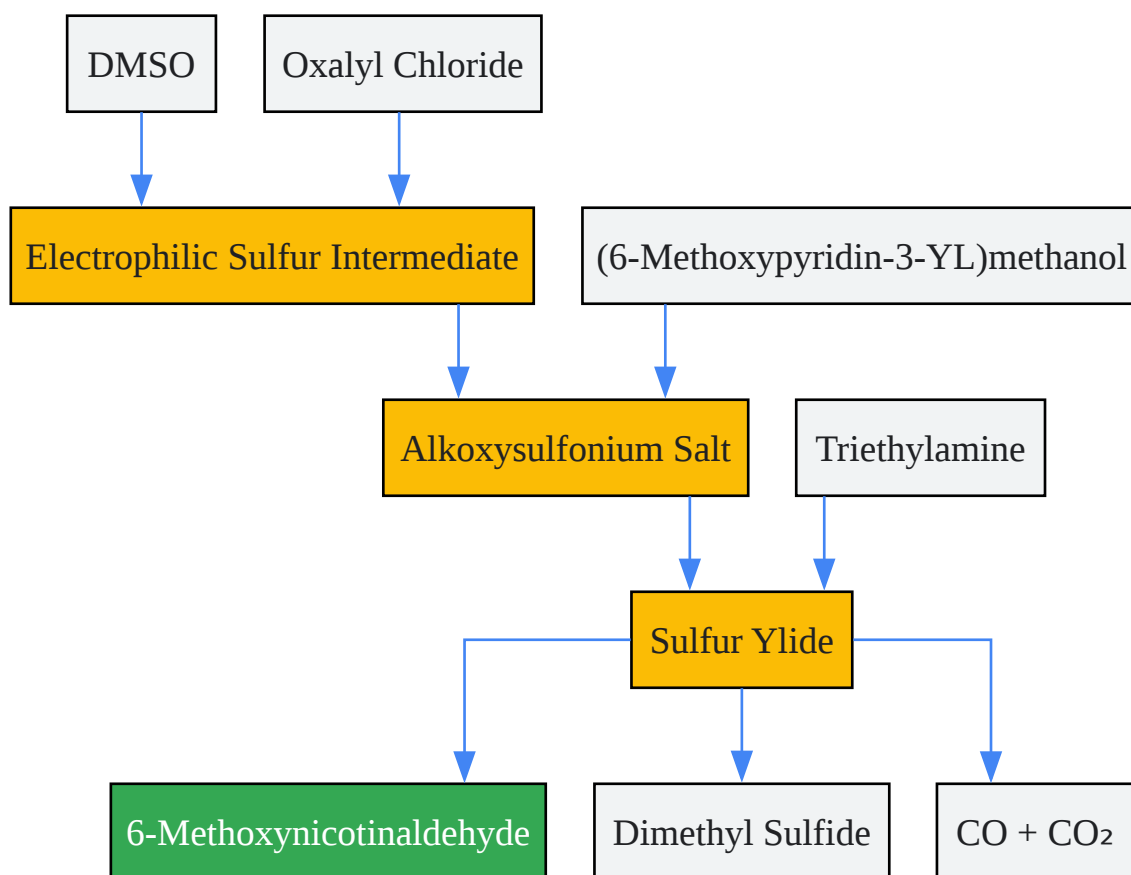 DMSO
Oxalyl Chloride
Electrophilic Sulfur Intermediate
(6-Methoxypyridin-3-YL)methanol
Alkoxysulfonium Salt
Triethylamine
Sulfur Ylide
6-Methoxynicotinaldehyde
Dimethyl Sulfide
CO + CO₂